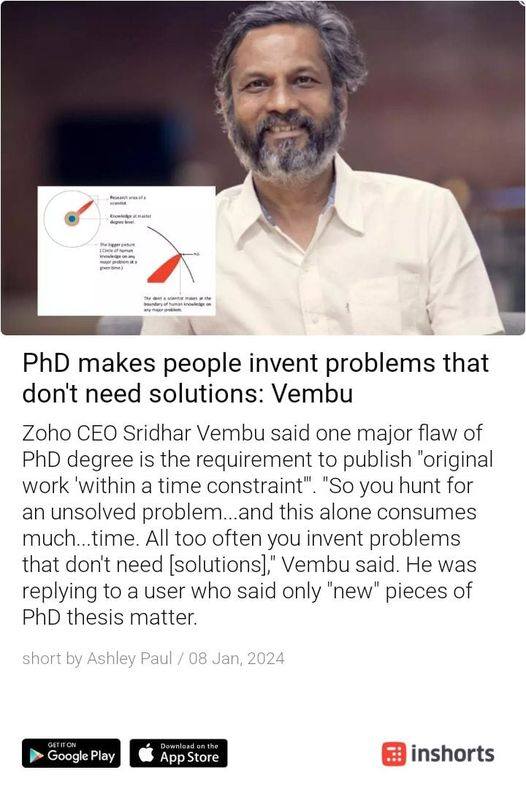 Research area of a
scientist
Knowledge at master
degree level
The bigger picture
(Circle of human
knowledge on any
major problem at a
given time)
The dent a scientist makes at the
boundary of human knowledge on
any major problem.
PhD makes people invent problems that
don't need solutions: Vembu
Zoho CEO Sridhar Vembu said one major flaw of
PhD degree is the requirement to publish "original
work 'within a time constraint'". "So you hunt for
an unsolved problem...and this alone consumes
much...time. All too often you invent problems
that don't need [solutions]," Vembu said. He was
replying to a user who said only "new" pieces of
PhD thesis matter.
short by Ashley Paul / 08 Jan, 2024
GET IT ON
Google Play
Download on the
App Store
inshorts